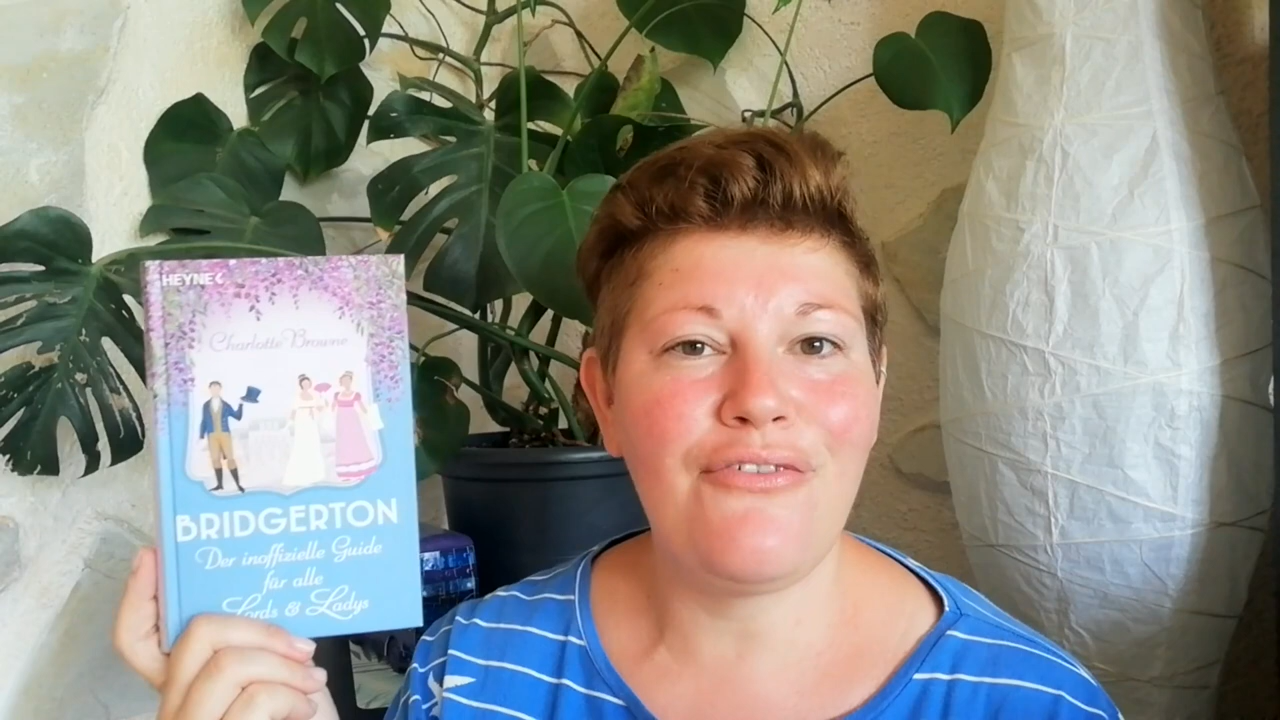 HEYNE
Charlotte Browne
BRIDGERTON
Der inoffizielle Guide
für alle
Lords & Ladys